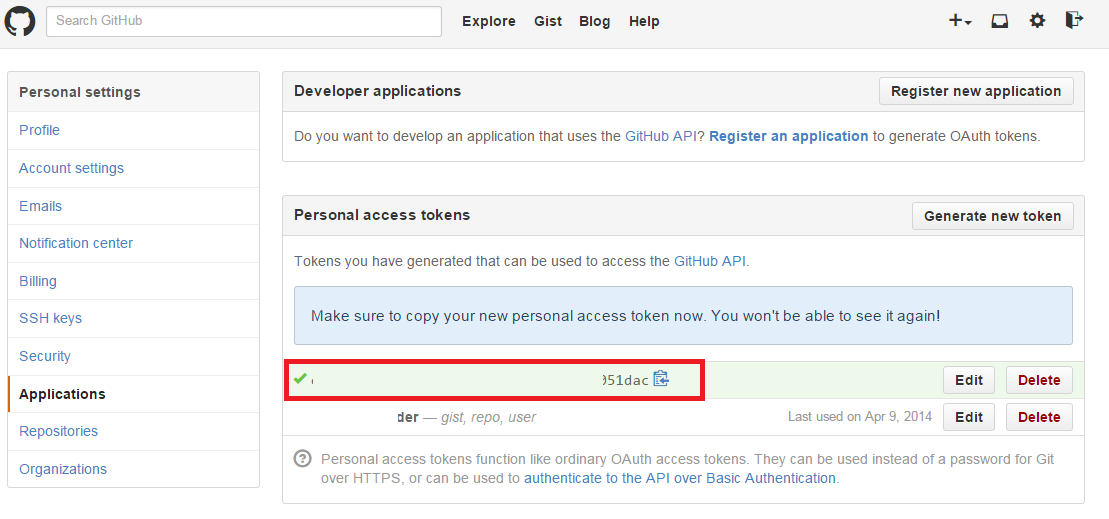 Search GitHub
Explore Gist Blog Help
Personal settings
Profile
Account settings
Emails
Notification center
Billing
SSH keys
Security
Applications
Repositories
Organizations
Developer applications
Register new application
Do you want to develop an application that uses the GitHub API? Register an application to generate OAuth tokens.
Personal access tokens
Generate new token
Tokens you have generated that can be used to access the GitHub API.
Make sure to copy your new personal access token now. You won't be able to see it again!
951dac Edit Delete
der — gist, repo, user Last used on Apr 9, 2014 Edit Delete
Personal access tokens function like ordinary OAuth access tokens. They can be used instead of a password for Git
over HTTPS, or can be used to authenticate to the API over Basic Authentication.